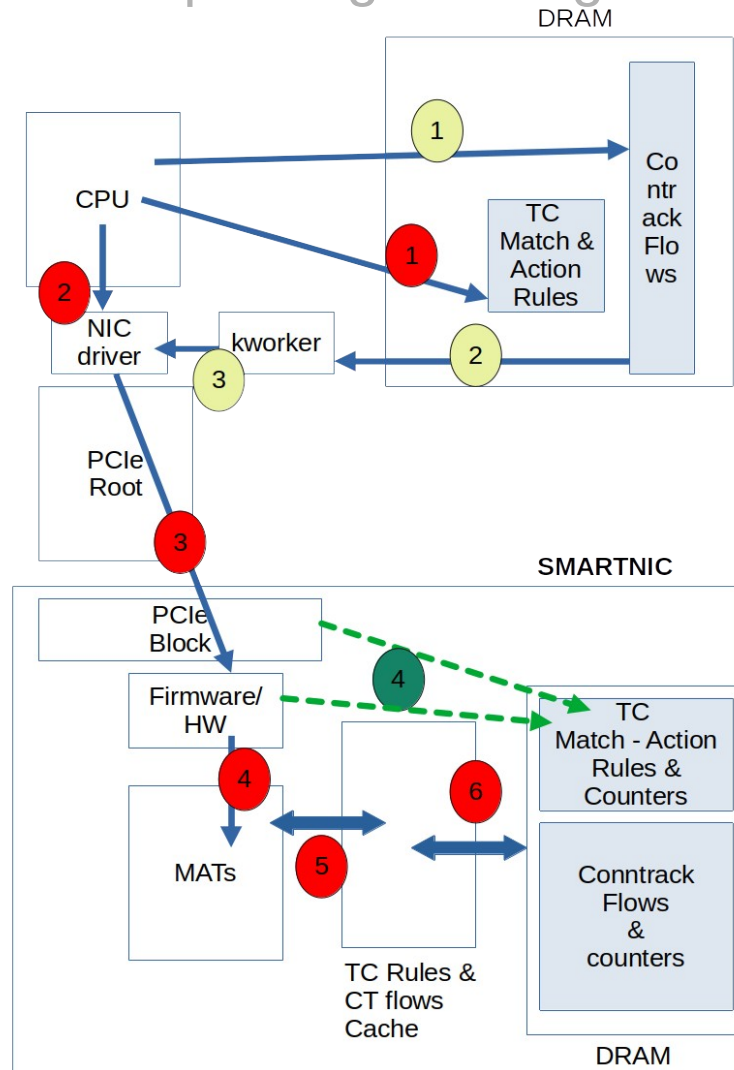 DRAM
1
Co
ntr
ack
Flo
ws
CPU
TC
Match &
Action
Rules
1
2
NIC
driver
kworker
2
3
PCIe
Root
3
SMARTNIC
PCIe
Block
4
Firmware/
HW
TC
Match - Action
Rules &
Counters
4
6
5
MATs
Conntrack
Flows
&
counters
TC Rules &
CT flows
Cache
DRAM